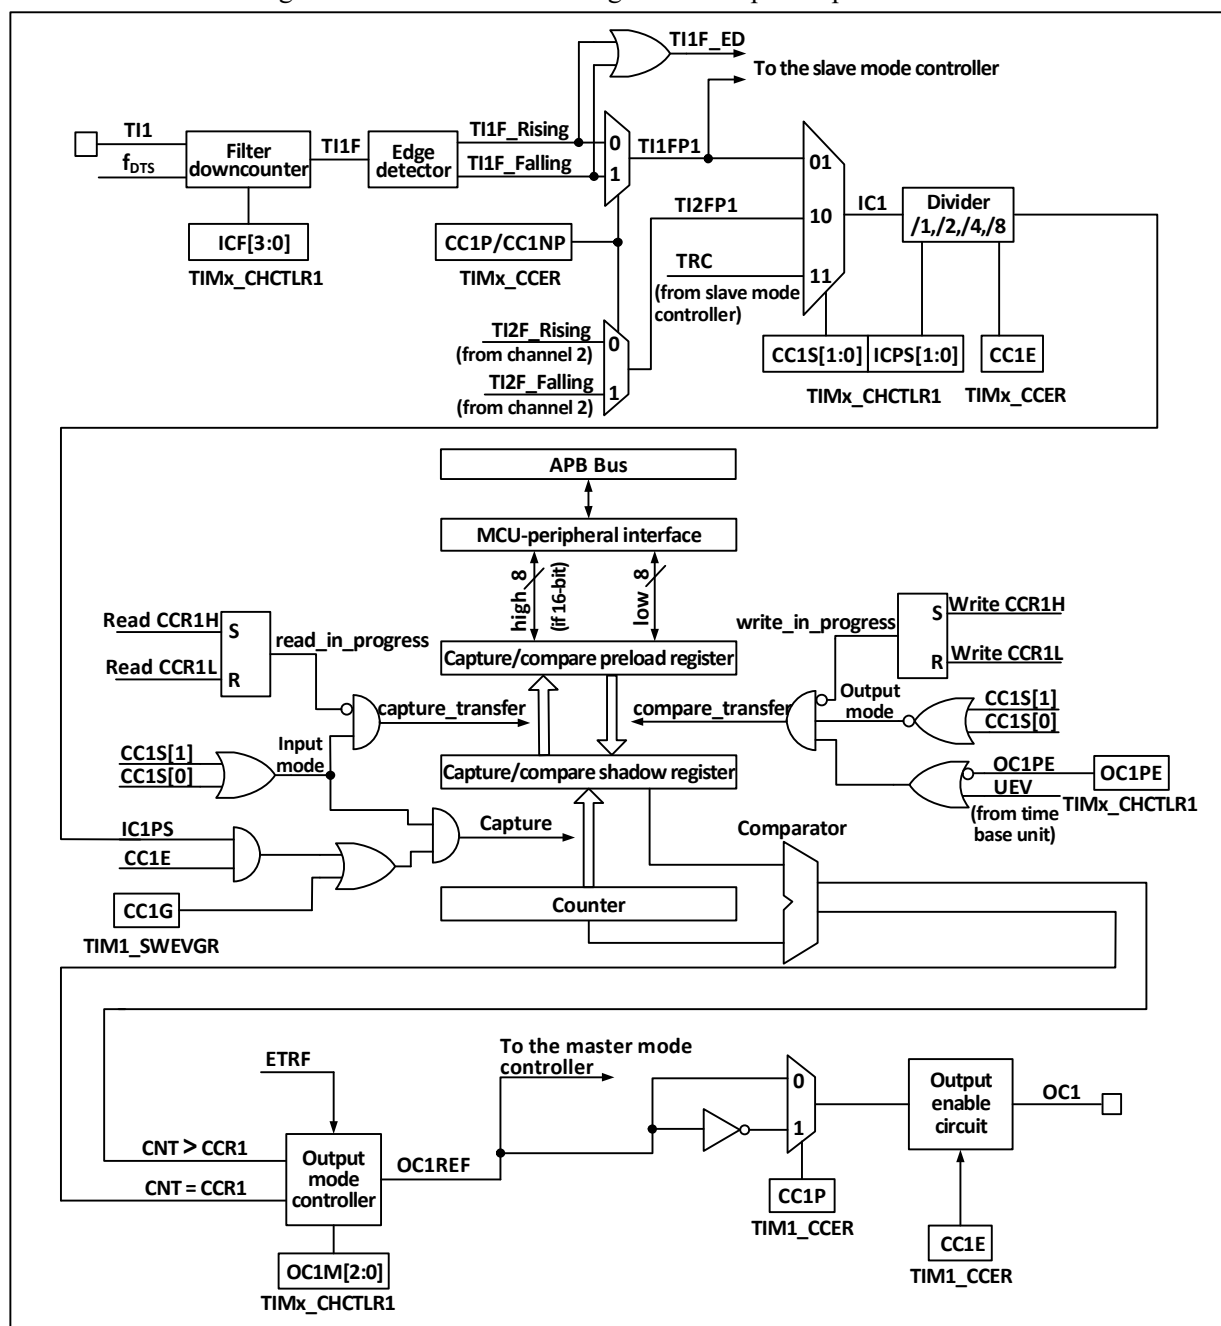 TI1F_ED
To the slave mode controller
TI1
fDTS
Filter
downcounter
TI1F
Edge
detector
TI1F_Rising
TI1F_Falling
0
1
TI1FP1
01
10
11
TI2FP1
TRC
(from slave mode
controller)
IC1
Divider
/1,/2,/4,/8
ICF[3:0]
TIMx_CHCTLR1
CC1P/CC1NP
TIMx_CCER
TI2F_Rising
(from channel 2)
TI2F_Falling
(from channel 2)
0
1
CC1S[1:0]
ICPS[1:0]
TIMx_CHCTLR1
CC1E
TIMx_CCER
APB Bus
MCU-peripheral interface
high
8
(if 16-bit)
low
8
Read CCR1H
Read CCR1L
S
R
read_in_progress
Capture/compare preload register
write_in_progress
S
R
Write CCR1H
Write CCR1L
capture_transfer
compare_transfer
Output
mode
CC1S[1]
CC1S[0]
CC1S[1]
CC1S[0]
Input
mode
Capture/compare shadow register
OC1PE
UEV
(from time
base unit)
OC1PE
TIMx_CHCTLR1
IC1PS
CC1E
CC1G
TIM1_SWEVGR
Capture
Comparator
Counter
ETRF
To the master mode
controller
CNT > CCR1
CNT = CCR1
Output
mode
controller
OC1REF
0
1
Output
enable
circuit
OC1
CC1P
TIM1_CCER
CC1E
TIM1_CCER
OC1M[2:0]
TIMx_CHCTLR1